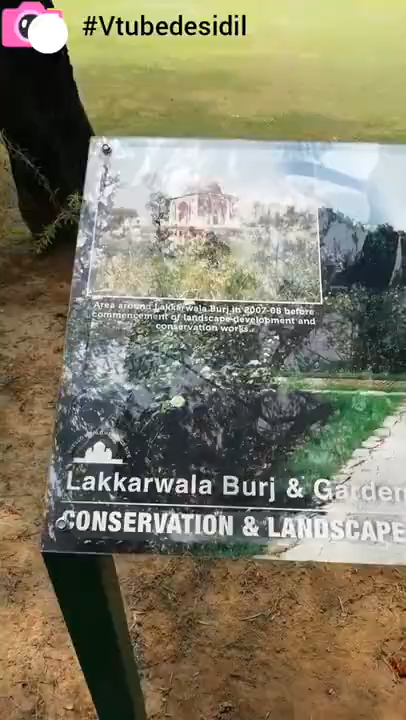 #Vtubedesidil
Area around Lakkarwala Burj in 2007-08 before
commencement of landscape development and
conservation works.
Lakkarwala Burj & Garden
CONSERVATION & LANDSCAPE